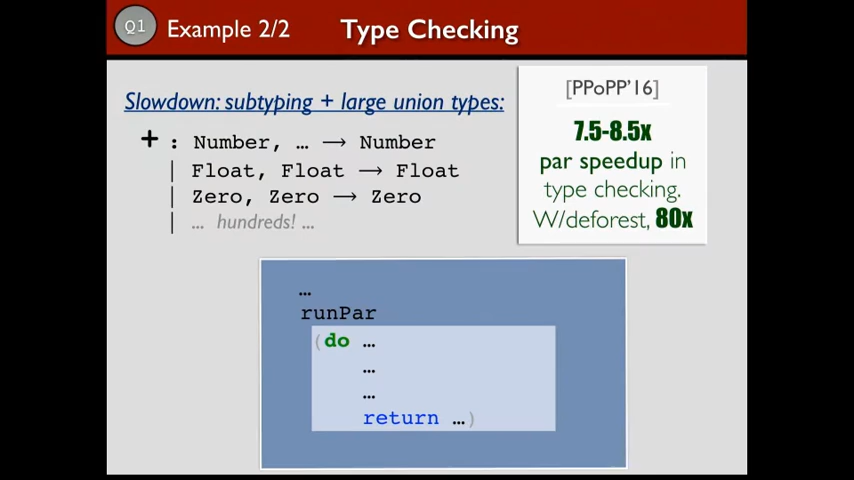 Q1 Example 2/2 Type Checking
Slowdown: subtyping + large union types:
+ : Number, … → Number
| Float, Float → Float
| Zero, Zero → Zero
| ... hundreds! ...
[PPoPP'16]
7.5-8.5x
par speedup in
type checking.
W/deforest, 80x
…
runPar
(do …
…
…
return …)